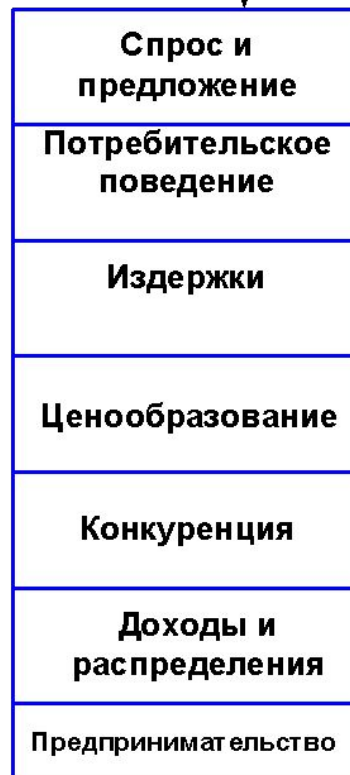 Спрос и
предложение
Потребительское
поведение
Издержки
Ценообразование
Конкуренция
Доходы и
распределения
Предпринимательство